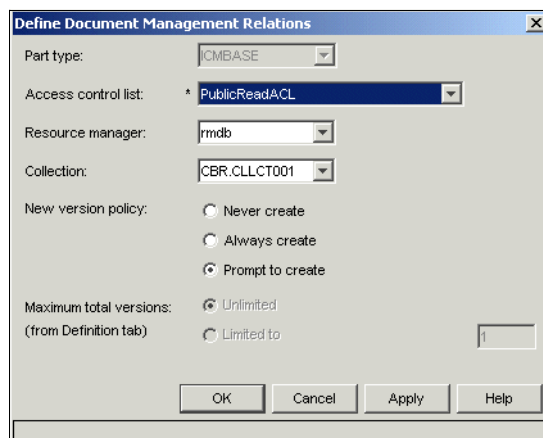 Define Document Management Relations
Part type: ICMBASE
Access control list: * PublicReadACL
Resource manager: rmdb
Collection: CBR.CLLCT001
New version policy: Never create
Always create
Prompt to create
Maximum total versions: Unlimited
(from Definition tab) Limited to 1
OK Cancel Apply Help